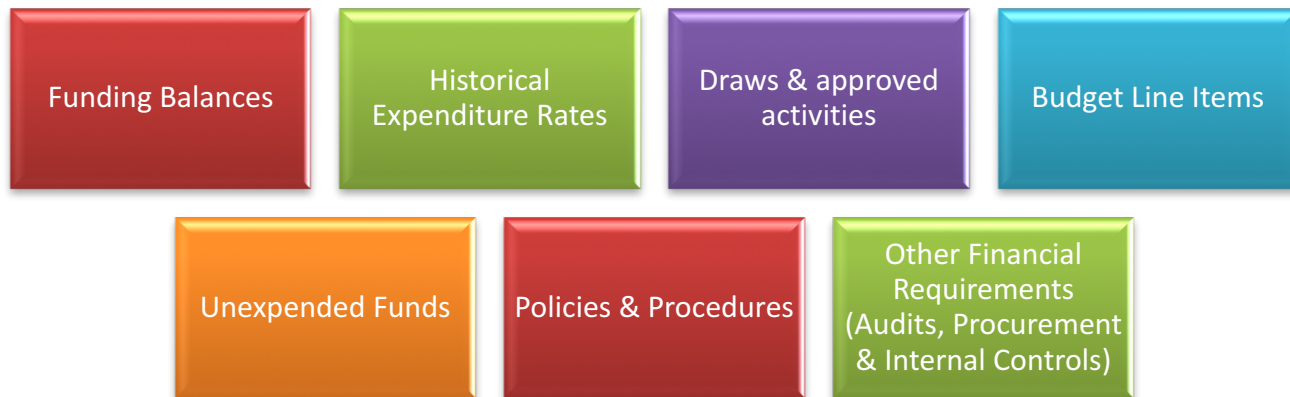 Funding Balances
Historical
Expenditure Rates
Draws & approved
activities
Budget Line Items
Unexpended Funds
Policies & Procedures
Other Financial
Requirements
(Audits, Procurement
& Internal Controls)